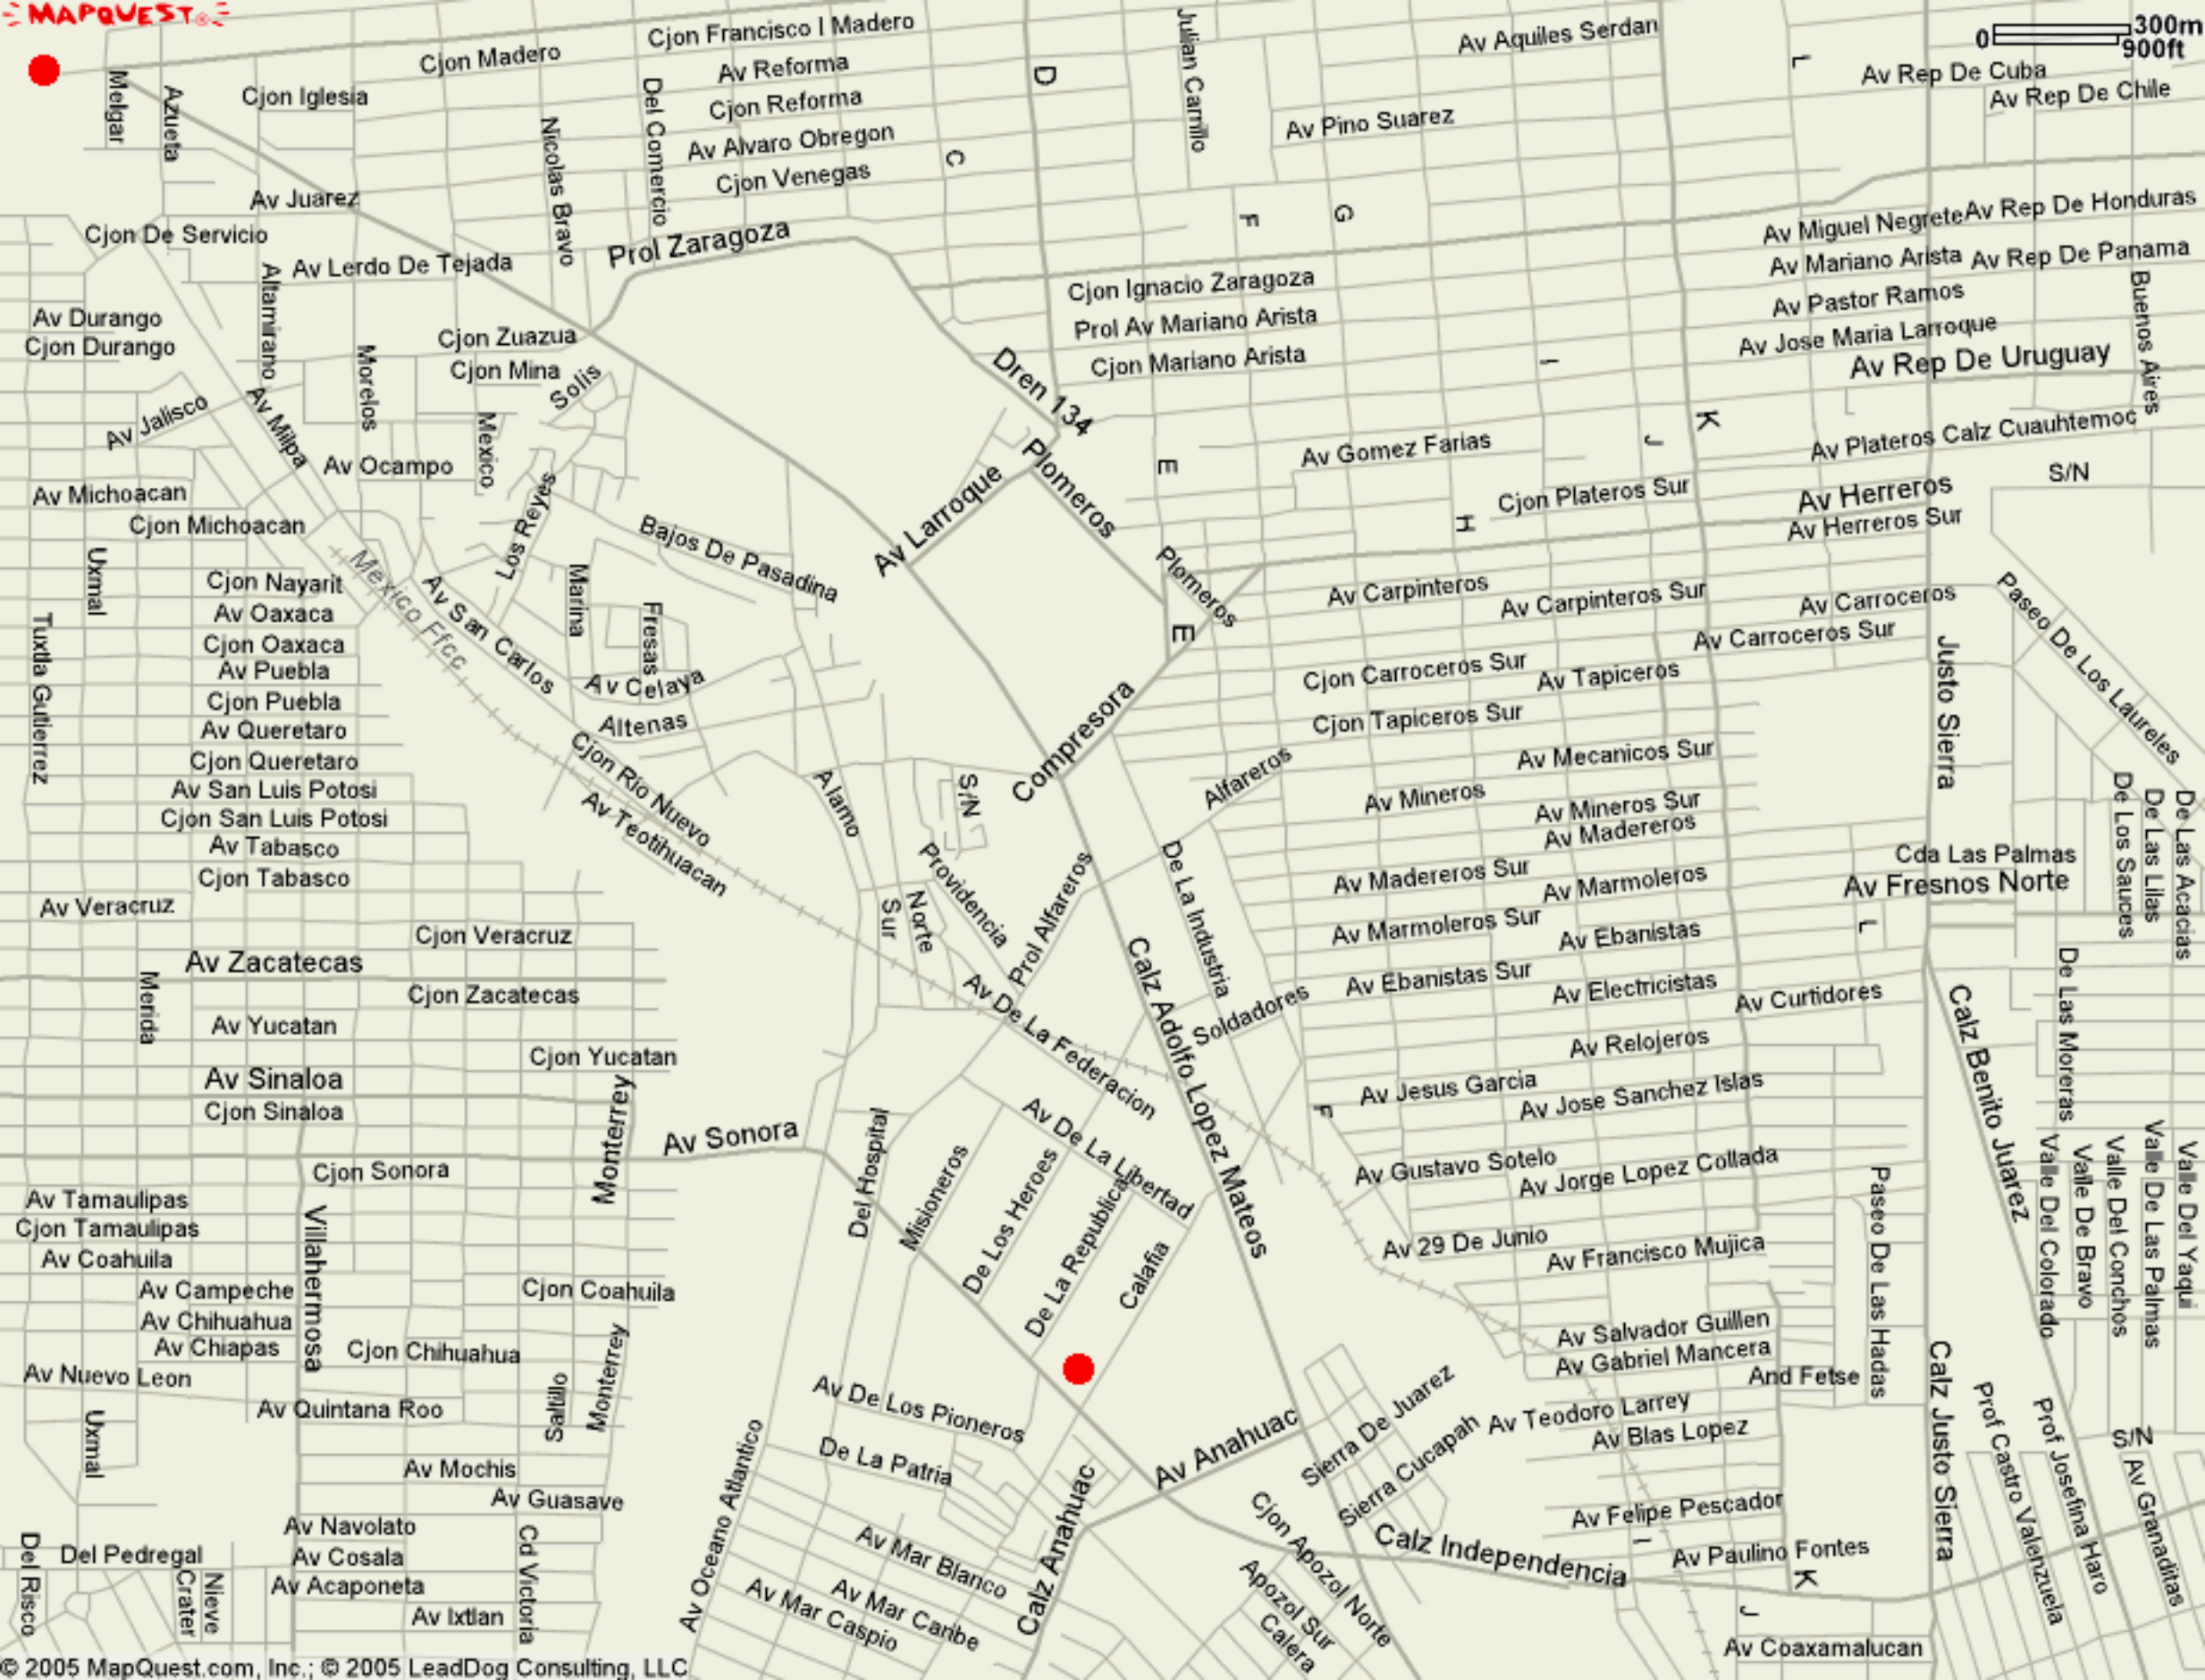 MAPQUEST®
0 300m
900ft
Cjon Francisco I Madero
Av Aquiles Serdan
Cjon Madero
Julian Carrillo
D
L
Av Rep De Cuba
Av Rep De Chile
Av Reforma
Melgar
Azueta
Cjon Iglesia
Del Comercio
Cjon Reforma
Nicolas Bravo
Av Alvaro Obregon
Av Pino Suarez
C
Cjon Venegas
Av Juarez
F
G
Av Miguel Negrete
Av Rep De Honduras
Cjon De Servicio
Prol Zaragoza
Av Lerdo De Tejada
Altamirano
Av Mariano Arista
Av Rep De Panama
Cjon Ignacio Zaragoza
Buenos Aires
Av Pastor Ramos
Av Durango
Prol Av Mariano Arista
Cjon Zuazua
Av Jose Maria Larroque
Cjon Durango
Morelos
Cjon Mina
Solis
Dren 134
Cjon Mariano Arista
I
Av Rep De Uruguay
Av Jalisco
Av Milpa
Mexico
K
J
Av Plateros
Calz Cuauhtemoc
Av Ocampo
Plomeros
Av Gomez Farias
E
S/N
Av Michoacan
Los Reyes
Av Larroque
Cjon Plateros Sur
Av Herreros
Cjon Michoacan
Bajos De Pasadina
H
Av Herreros Sur
Uxmal
Mexico Ffcc
Plomeros
Cjon Nayarit
Av San Carlos
Marina
Fresas
Av Carpinteros
Av Carpinteros Sur
Av Carroceros
Paseo De Los Laureles
Av Oaxaca
Tuxtla Gutierrez
E
Av Carroceros Sur
Justo Sierra
Cjon Oaxaca
Av Puebla
Av Celaya
Cjon Carroceros Sur
Av Tapiceros
Cjon Puebla
Altenas
Cjon Tapiceros Sur
Av Queretaro
Compresora
Av Mecanicos Sur
Cjon Queretaro
Cjon Rio Nuevo
Alfareros
Av San Luis Potosi
Alamo
S/N
Av Mineros
Av Mineros Sur
De Los Sauces
De Las Lilas
De Las Acacias
Cjon San Luis Potosi
Av Teotihuacan
Av Madereros
Av Tabasco
Cda Las Palmas
Cjon Tabasco
Providencia
Prol Alfareros
De La Industria
Av Madereros Sur
Av Marmoleros
Av Fresnos Norte
Av Veracruz
Sur
Norte
L
Cjon Veracruz
Av Marmoleros Sur
Av Ebanistas
Av Zacatecas
Merida
Cjon Zacatecas
Av Ebanistas Sur
Av Electricistas
Av Curtidores
De Las Moreras
Av Yucatan
Av De La Federacion
Calz Adolfo Lopez Mateos
Soldadores
Calz Benito Juarez
Cjon Yucatan
Av Relojeros
Av Sinaloa
Av Jesus Garcia
Av Jose Sanchez Islas
Cjon Sinaloa
Monterrey
F
Av Sonora
Av De La Libertad
Cjon Sonora
Del Hospital
Misioneros
De Los Heroes
De La Republica
Av Gustavo Sotelo
Av Jorge Lopez Collada
Paseo De Las Hadas
Valle Del Colorado
Valle De Bravo
Valle Del Conchos
Valle De Las Palmas
Valle Del Yaqui
Av Tamaulipas
Cjon Tamaulipas
Villahermosa
Av Coahuila
Calafia
Av 29 De Junio
Av Francisco Mujica
Av Campeche
Cjon Coahuila
Av Chihuahua
Av Salvador Guillen
Av Chiapas
Cjon Chihuahua
Monterrey
Av Gabriel Mancera
Av Nuevo Leon
Saltillo
Av De Los Pioneros
And Fetse
Calz Justo Sierra
Av Quintana Roo
Sierra De Juarez
Av Teodoro Larrey
Prof Castro Valenzuela
Prof Josefina Haro
Uxmal
Av Anahuac
Sierra Cucapah
Av Blas Lopez
S/N
De La Patria
Av Mochis
Av Oceano Atlantico
Calz Anahuac
Av Granaditas
Av Guasave
Av Felipe Pescador
Av Navolato
Cd Victoria
Cjon Apozol Norte
Calz Independencia
I
Av Paulino Fontes
Del Risco
Del Pedregal
Av Cosala
Av Mar Blanco
K
Crater
Nieve
Av Acaponeta
Av Mar Caribe
Apozol Sur
J
Av Ixtlan
Av Mar Caspio
Calera
Av Coaxamalucan
© 2005 MapQuest.com, Inc.; © 2005 LeadDog Consulting, LLC